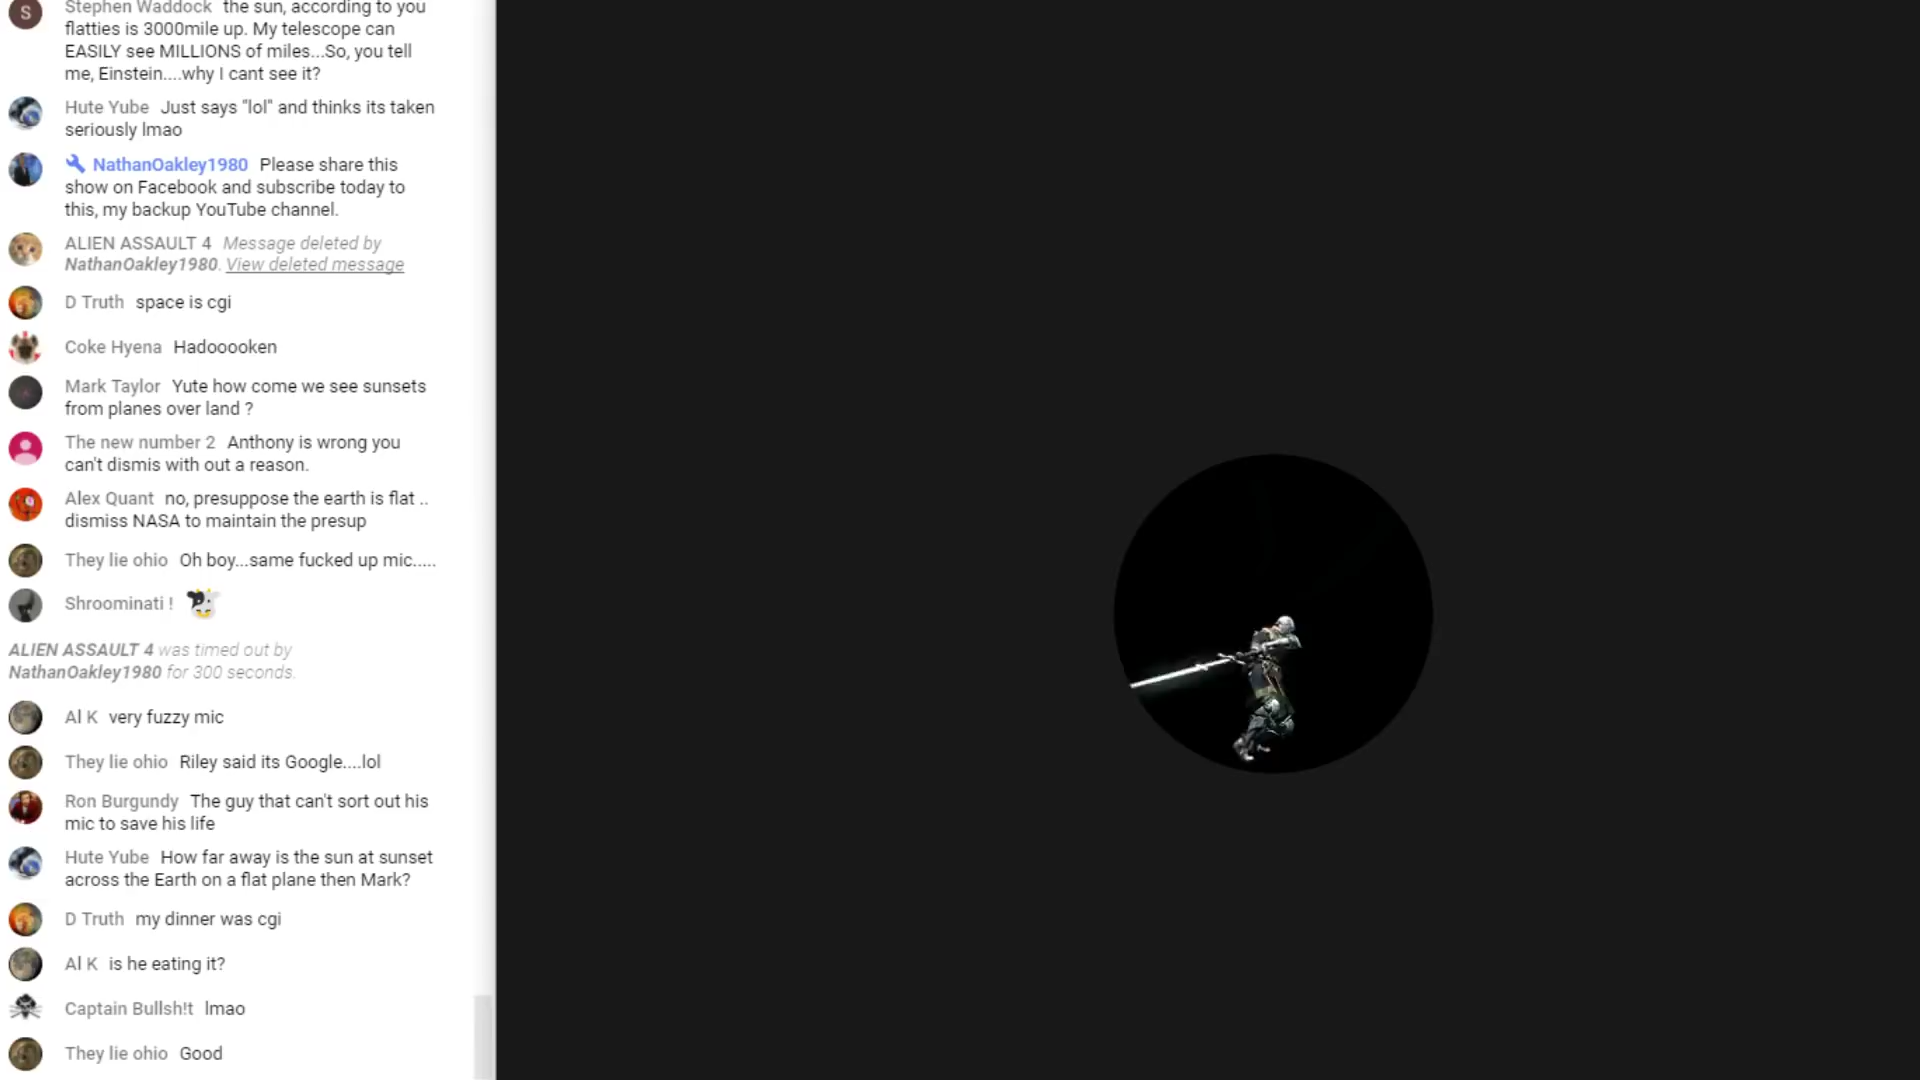 S
Stephen Waddock the sun, according to you
flatties is 3000mile up. My telescope can
EASILY see MILLIONS of miles...So, you tell
me, Einstein....why I cant see it?
Hute Yube Just says "lol" and thinks its taken
seriously lmao
NathanOakley1980 Please share this
show on Facebook and subscribe today to
this, my backup YouTube channel.
ALIEN ASSAULT 4 Message deleted by
NathanOakley1980. View deleted message
D Truth space is cgi
Coke Hyena Hadooooken
Mark Taylor Yute how come we see sunsets
from planes over land ?
The new number 2 Anthony is wrong you
can't dismis with out a reason.
Alex Quant no, presuppose the earth is flat ..
dismiss NASA to maintain the presup
They lie ohio Oh boy...same fucked up mic.....
Shroominati !
ALIEN ASSAULT 4 was timed out by
NathanOakley1980 for 300 seconds.
Al K very fuzzy mic
They lie ohio Riley said its Google....lol
Ron Burgundy The guy that can't sort out his
mic to save his life
Hute Yube How far away is the sun at sunset
across the Earth on a flat plane then Mark?
D Truth my dinner was cgi
Al K is he eating it?
Captain Bullsh!t lmao
They lie ohio Good